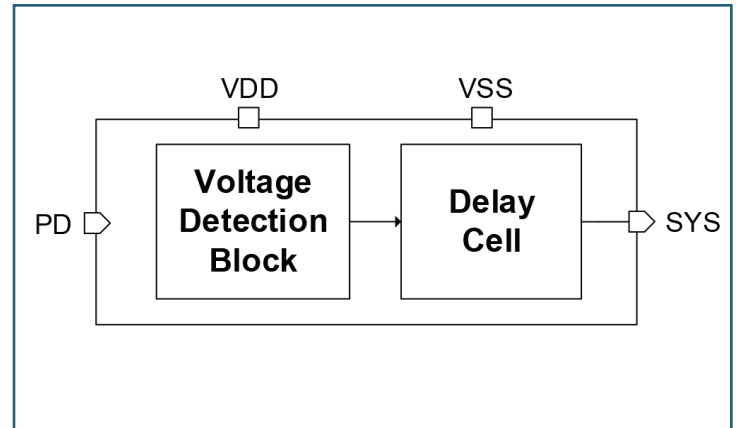 VDD
VSS
Voltage
Detection
Block
Delay
Cell
PD
SYS